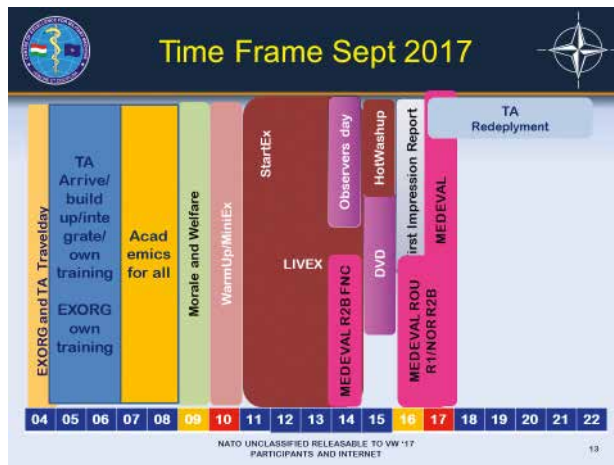 Time Frame Sept 2017
EXORG and TA Travelday
TA
Arrive/
build
up/inte
grate/
own
training
EXORG
own
training
Acad
emics
for all
Morale and Welfare
WarmUp/MiniEx
StartEx
LIVEX
Observers day
MEDEVAL R2B FNC
HotWashup
DVD
First Impression Report
MEDEVAL ROU
R1/NOR R2B
MEDEVAL
TA
Redeplyment
04 05 06 07 08 09 10 11 12 13 14 15 16 17 18 19 20 21 22
NATO UNCLASSIFIED RELEASABLE TO VW '17
PARTICIPANTS AND INTERNET
13